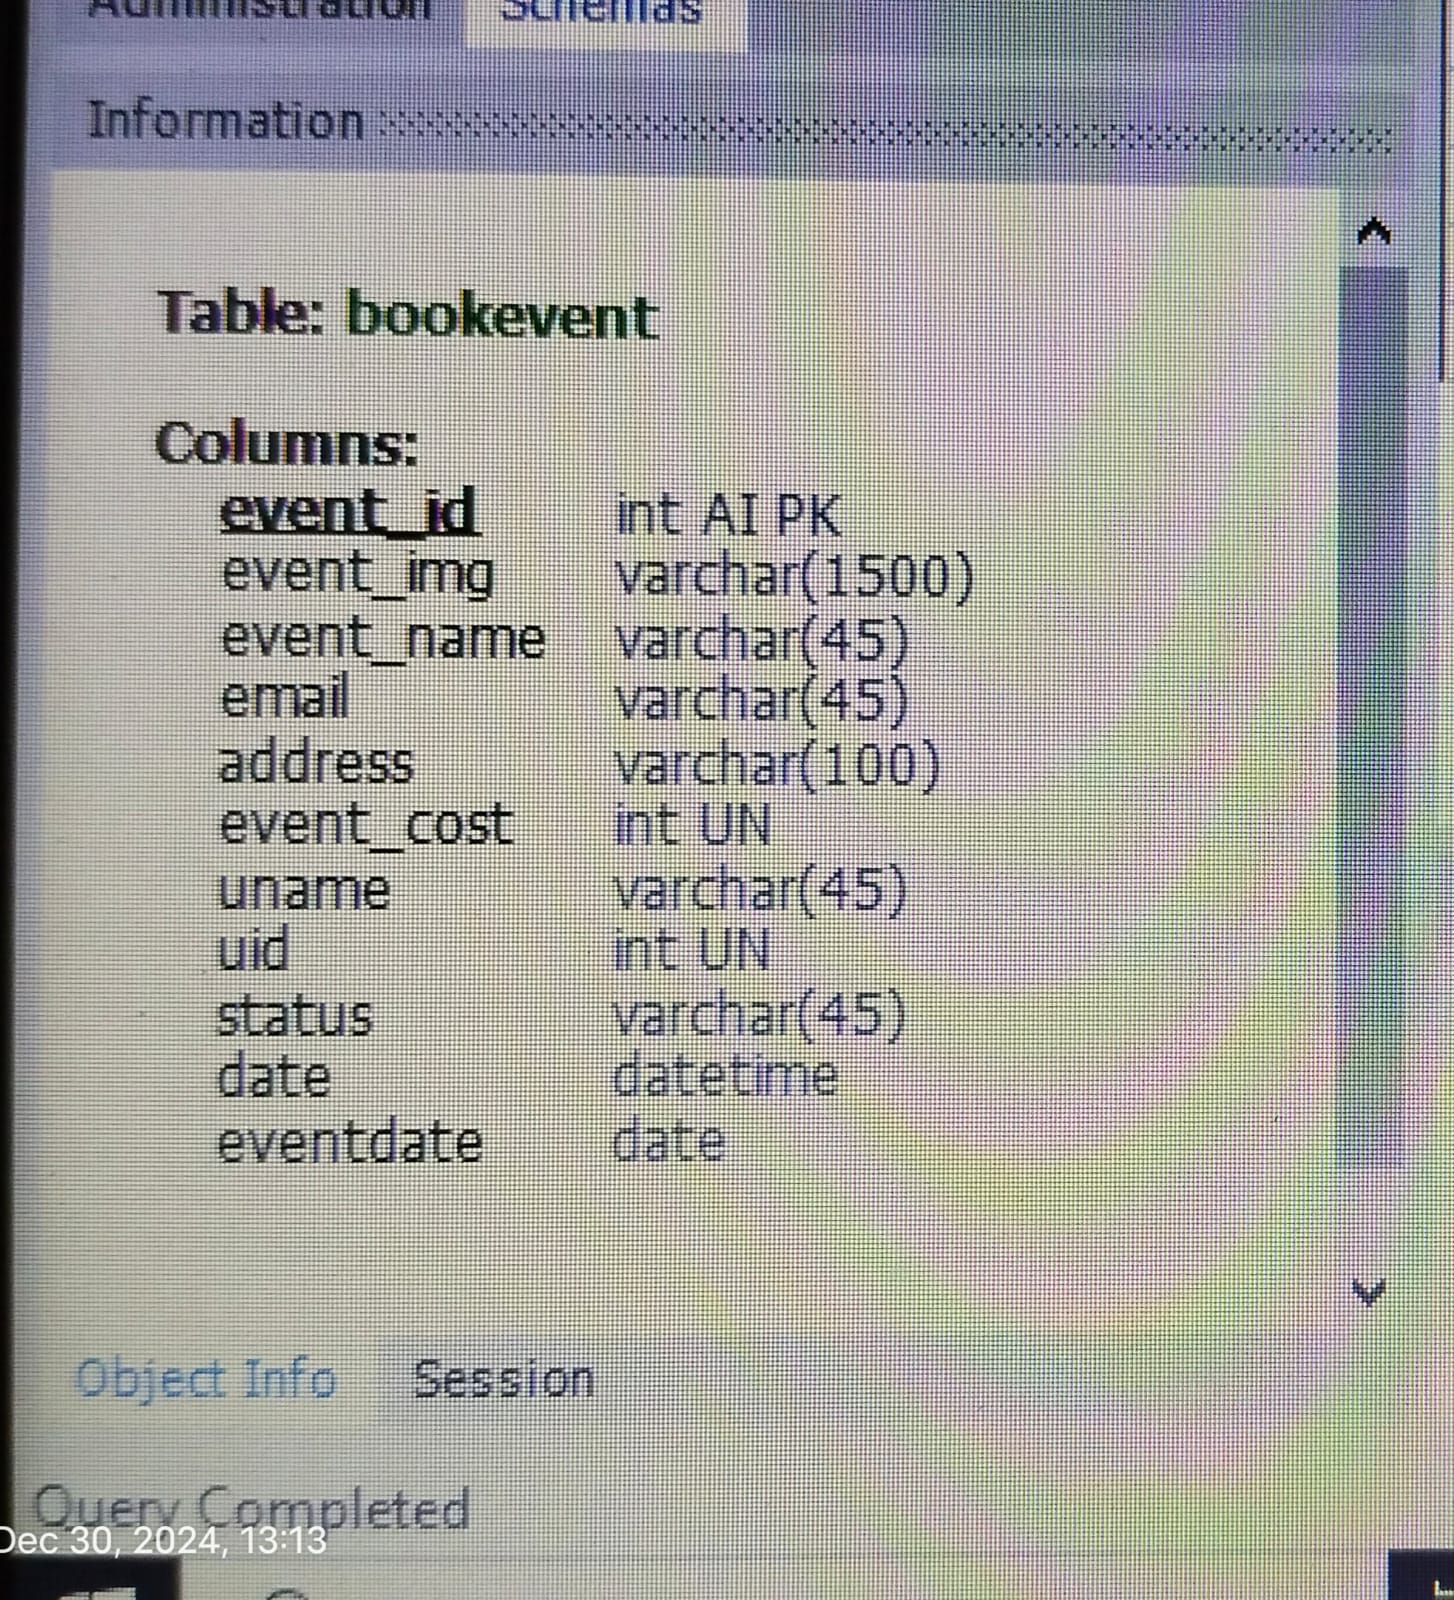 Administration Schemas
Information
Table: bookevent
Columns:
event_id int AI PK
event_img varchar(1500)
event_name varchar(45)
email varchar(45)
address varchar(100)
event_cost int UN
uname varchar(45)
uid int UN
status varchar(45)
date datetime
eventdate date
Object Info Session
Query Completed
Dec 30, 2024, 13:13